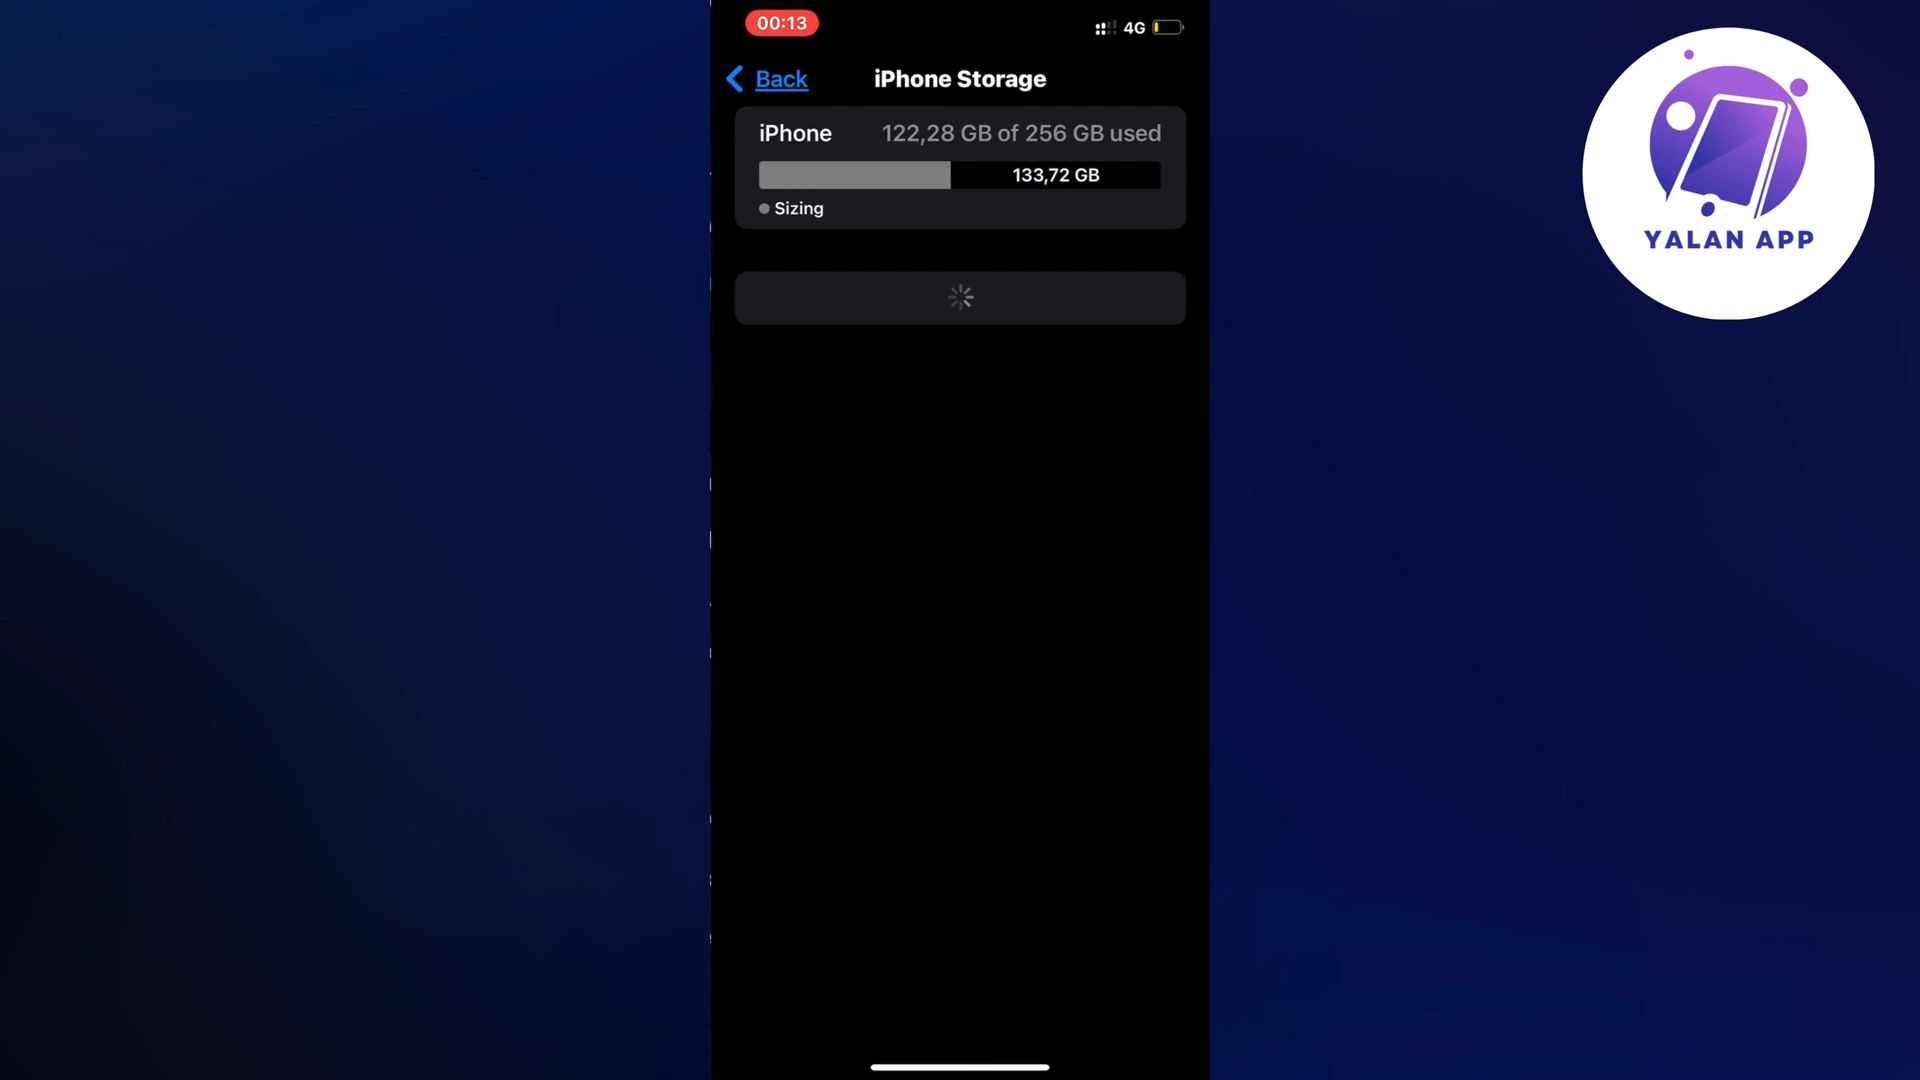 00:13
4G
Back
iPhone Storage
iPhone
122,28 GB of 256 GB used
133,72 GB
Sizing
YALAN APP